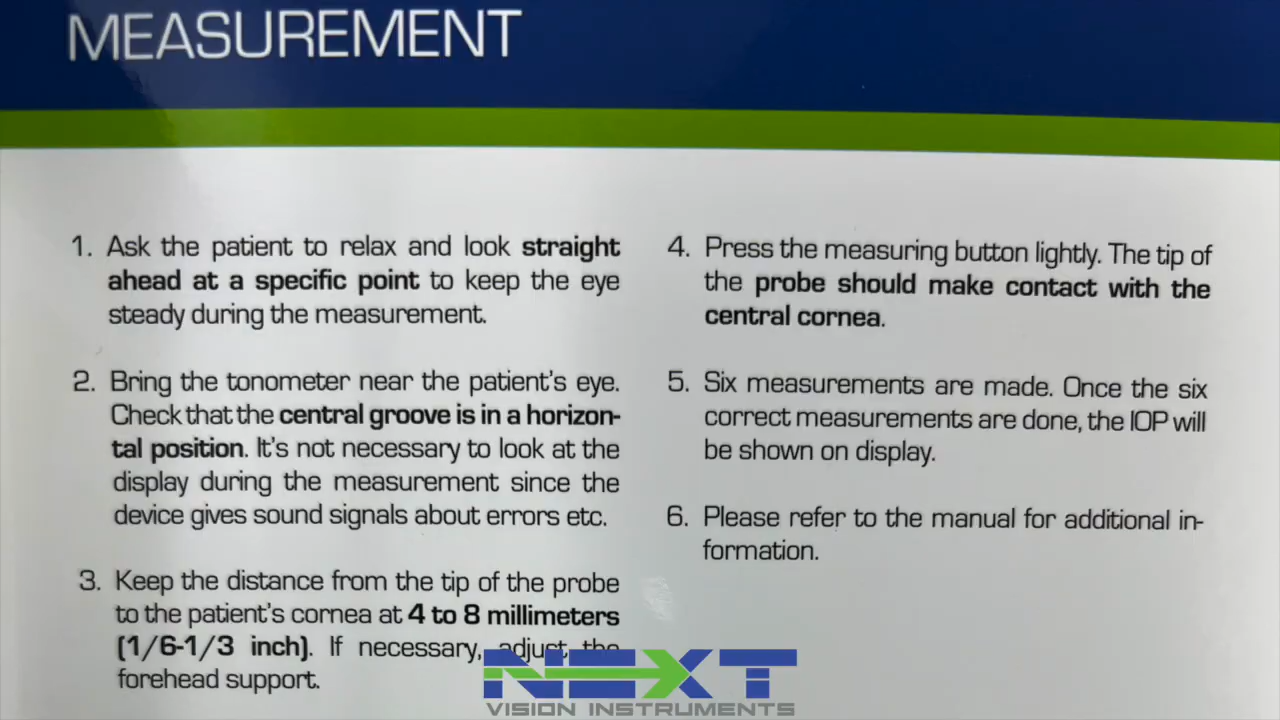 MEASUREMENT
1. Ask the patient to relax and look straight
ahead at a specific point to keep the eye
steady during the measurement.
2. Bring the tonometer near the patient's eye.
Check that the central groove is in a horizon-
tal position. It's not necessary to look at the
display during the measurement since the
device gives sound signals about errors etc.
3. Keep the distance from the tip of the probe
to the patient's cornea at 4 to 8 millimeters
(1/6-1/3 inch). If necessary, adjust the
forehead support.
4. Press the measuring button lightly. The tip of
the probe should make contact with the
central cornea.
5. Six measurements are made. Once the six
correct measurements are done, the IOP will
be shown on display.
6. Please refer to the manual for additional in-
formation.
NEXT
VISION INSTRUMENTS